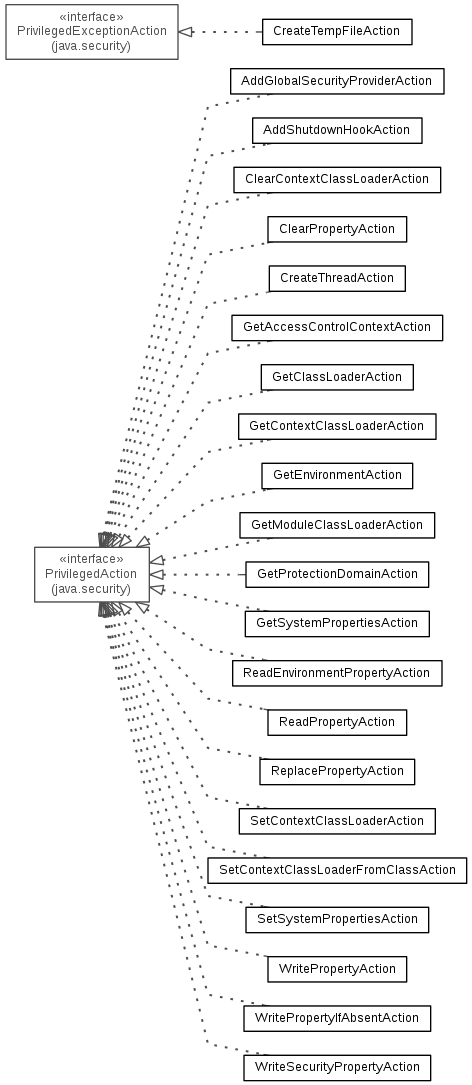 «interface»
PrivilegedExceptionAction
(java.security)
CreateTempFileAction
AddGlobalSecurityProviderAction
AddShutdownHookAction
ClearContextClassLoaderAction
ClearPropertyAction
CreateThreadAction
GetAccessControlContextAction
GetClassLoaderAction
GetContextClassLoaderAction
GetEnvironmentAction
GetModuleClassLoaderAction
«interface»
PrivilegedAction
(java.security)
GetProtectionDomainAction
GetSystemPropertiesAction
ReadEnvironmentPropertyAction
ReadPropertyAction
ReplacePropertyAction
SetContextClassLoaderAction
SetContextClassLoaderFromClassAction
SetSystemPropertiesAction
WritePropertyAction
WritePropertyIfAbsentAction
WriteSecurityPropertyAction